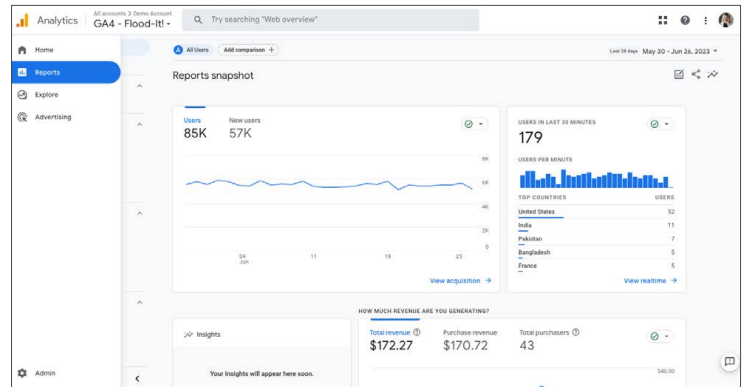 Analytics
All accounts > Demo Account
GA4 - Flood-It!
Try searching "Web overview"
Home
Reports
Explore
Advertising
Admin
A All Users
Add comparison +
Last 28 days May 30 - Jun 26, 2023
Reports snapshot
Users
New users
85K
57K
8K
6K
4K
2K
0
04
Jun
11
18
25
View acquisition →
USERS IN LAST 30 MINUTES
179
USERS PER MINUTE
TOP COUNTRIES USERS
United States 52
India 11
Pakistan 7
Bangladesh 5
France 5
View realtime →
HOW MUCH REVENUE ARE YOU GENERATING?
Insights
Your Insights will appear here soon.
Total revenue
Purchase revenue
Total purchasers
$172.27
$170.72
43
$40.00